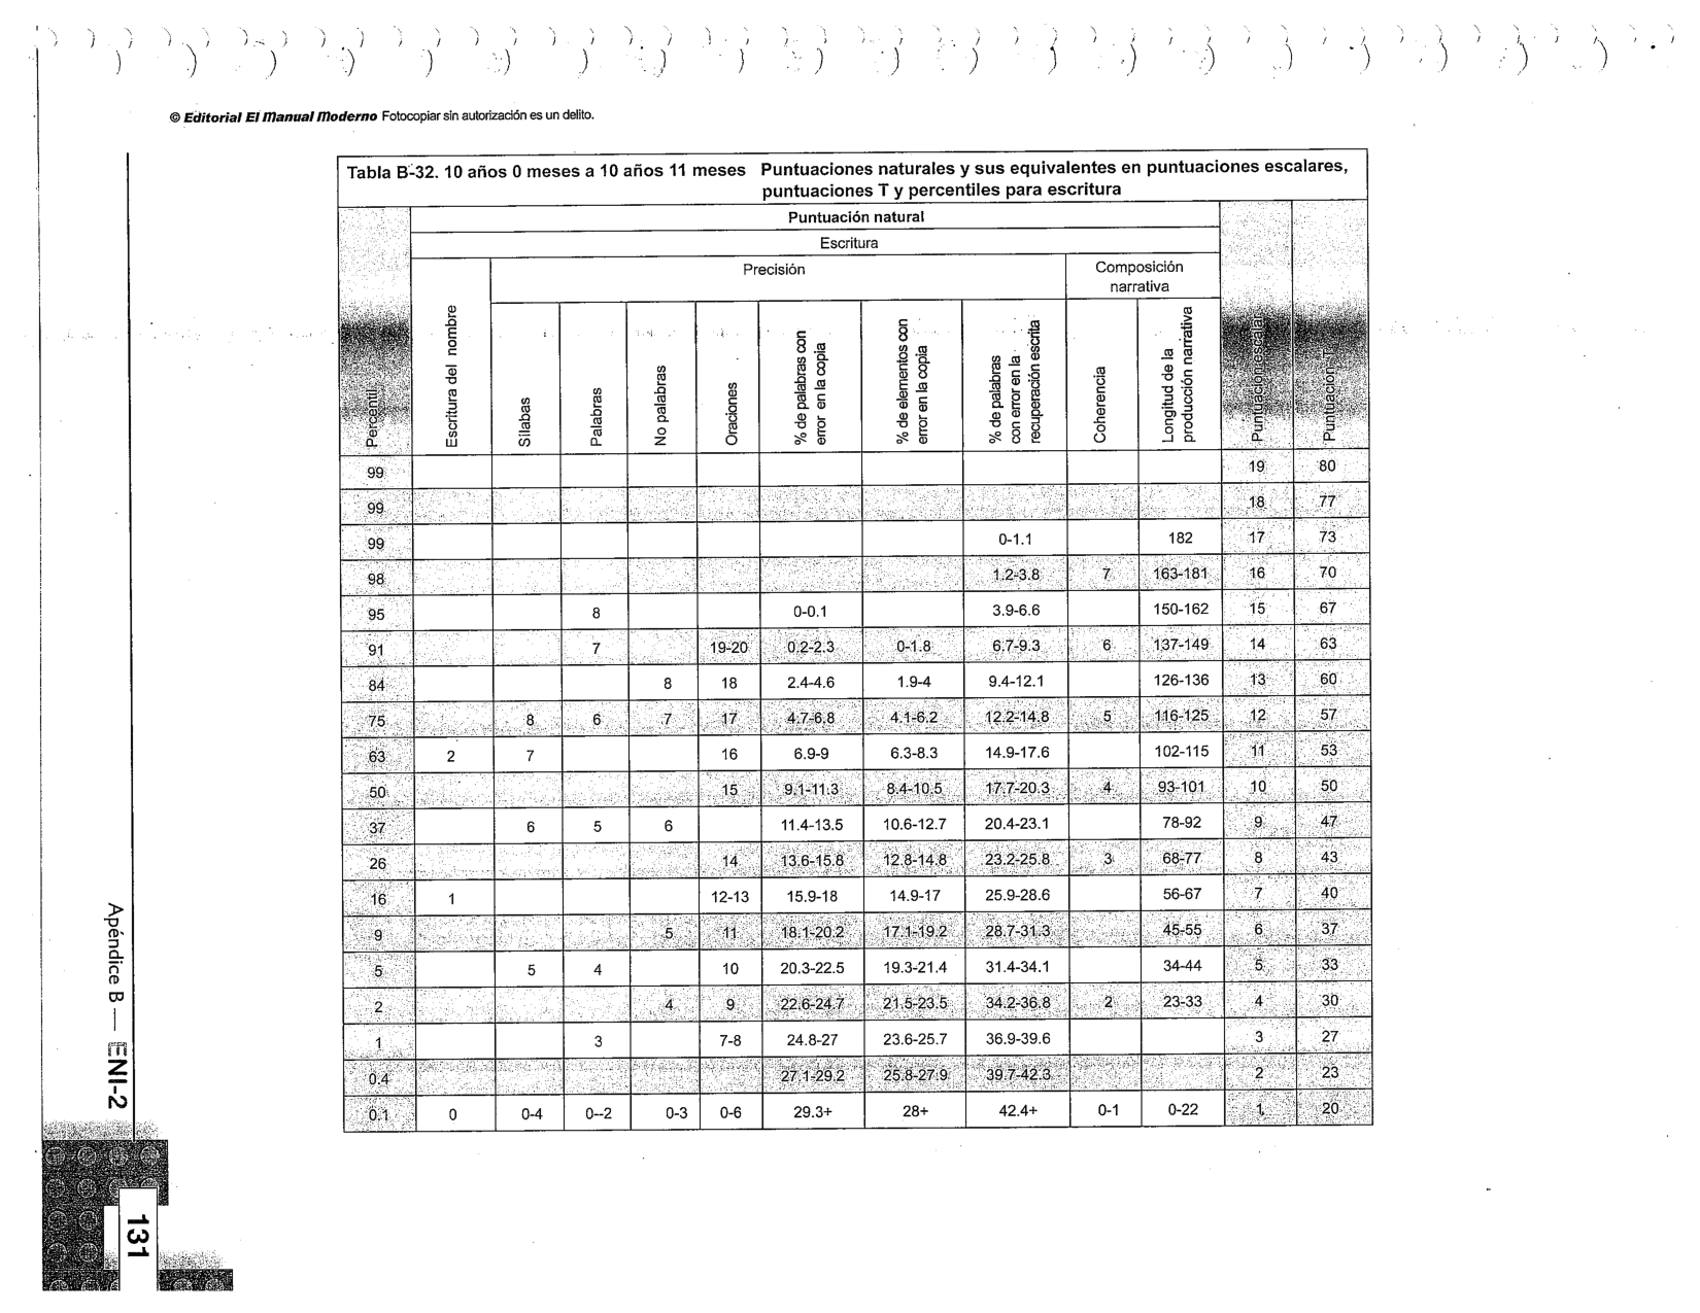 © Editorial El Manual Moderno Fotocopiar sin autorización es un delito.
Tabla B-32. 10 años 0 meses a 10 años 11 meses Puntuaciones naturales y sus equivalentes en puntuaciones escalares,
puntuaciones T y percentiles para escritura
Puntuación natural
Escritura
Precisión
Composición
narrativa
Percentil
Escritura del nombre
Sílabas
Palabras
No palabras
Oraciones
% de palabras con
error en la copia
% de elementos con
error en la copia
% de palabras
con error en la
recuperación escrita
Coherencia
Longitud de la
producción narrativa
Puntuación escalar
Puntuación T
99 19 80
99 18 77
99 0-1.1 182 17 73
98 1.2-3.8 7 163-181 16 70
95 8 0-0.1 3.9-6.6 150-162 15 67
91 7 19-20 0.2-2.3 0-1.8 6.7-9.3 6 137-149 14 63
84 8 18 2.4-4.6 1.9-4 9.4-12.1 126-136 13 60
75 8 6 7 17 4.7-6.8 4.1-6.2 12.2-14.8 5 116-125 12 57
63 2 7 16 6.9-9 6.3-8.3 14.9-17.6 102-115 11 53
50 15 9.1-11.3 8.4-10.5 17.7-20.3 4 93-101 10 50
37 6 5 6 11.4-13.5 10.6-12.7 20.4-23.1 78-92 9 47
26 14 13.6-15.8 12.8-14.8 23.2-25.8 3 68-77 8 43
16 1 12-13 15.9-18 14.9-17 25.9-28.6 56-67 7 40
9 5 11 18.1-20.2 17.1-19.2 28.7-31.3 45-55 6 37
5 5 4 10 20.3-22.5 19.3-21.4 31.4-34.1 34-44 5 33
2 4 9 22.6-24.7 21.5-23.5 34.2-36.8 2 23-33 4 30
1 3 7-8 24.8-27 23.6-25.7 36.9-39.6 3 27
0.4 27.1-29.2 25.8-27.9 39.7-42.3 2 23
0.1 0 0-4 0--2 0-3 0-6 29.3+ 28+ 42.4+ 0-1 0-22 1 20
Apéndice B — ENI-2
131